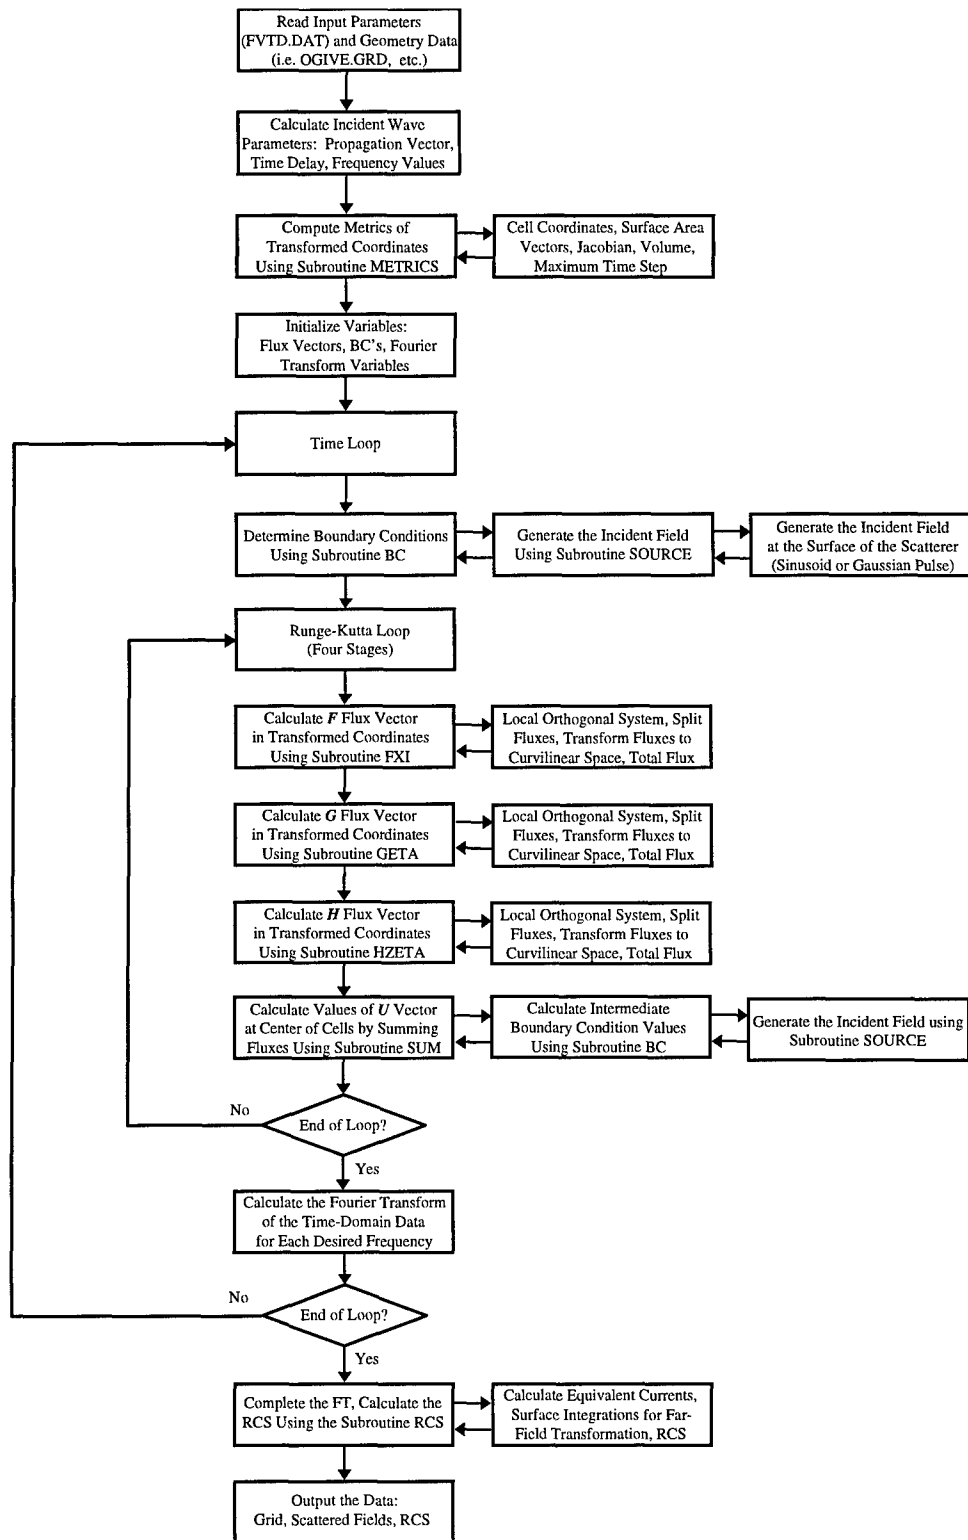 Read Input Parameters
(FVTD.DAT) and Geometry Data
(i.e. OGIVE.GRD, etc.)
Calculate Incident Wave
Parameters: Propagation Vector,
Time Delay, Frequency Values
Compute Metrics of
Transformed Coordinates
Using Subroutine METRICS
Cell Coordinates, Surface Area
Vectors, Jacobian, Volume,
Maximum Time Step
Initialize Variables:
Flux Vectors, BC's, Fourier
Transform Variables
Time Loop
Determine Boundary Conditions
Using Subroutine BC
Generate the Incident Field
Using Subroutine SOURCE
Generate the Incident Field
at the Surface of the Scatterer
(Sinusoid or Gaussian Pulse)
Runge-Kutta Loop
(Four Stages)
Calculate F Flux Vector
in Transformed Coordinates
Using Subroutine FXI
Local Orthogonal System, Split
Fluxes, Transform Fluxes to
Curvilinear Space, Total Flux
Calculate G Flux Vector
in Transformed Coordinates
Using Subroutine GETA
Local Orthogonal System, Split
Fluxes, Transform Fluxes to
Curvilinear Space, Total Flux
Calculate H Flux Vector
in Transformed Coordinates
Using Subroutine HZETA
Local Orthogonal System, Split
Fluxes, Transform Fluxes to
Curvilinear Space, Total Flux
Calculate Values of U Vector
at Center of Cells by Summing
Fluxes Using Subroutine SUM
Calculate Intermediate
Boundary Condition Values
Using Subroutine BC
Generate the Incident Field using
Subroutine SOURCE
No
End of Loop?
Yes
Calculate the Fourier Transform
of the Time-Domain Data
for Each Desired Frequency
No
End of Loop?
Yes
Complete the FT, Calculate the
RCS Using the Subroutine RCS
Calculate Equivalent Currents,
Surface Integrations for Far-
Field Transformation, RCS
Output the Data:
Grid, Scattered Fields, RCS